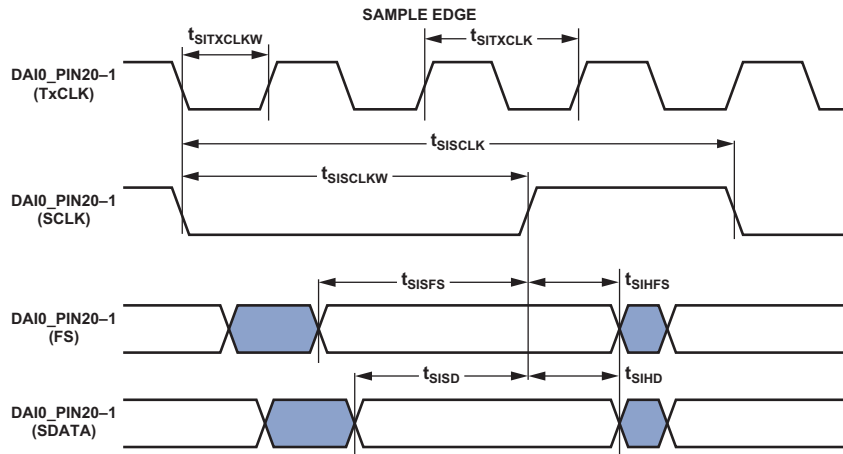 SAMPLE EDGE
tSITXCLKW
tSITXCLK
DAI0_PIN20–1
(TxCLK)
tSISCLK
tSISCLKW
DAI0_PIN20–1
(SCLK)
tSISFS
tSIHFS
DAI0_PIN20–1
(FS)
tSISD
tSIHD
DAI0_PIN20–1
(SDATA)